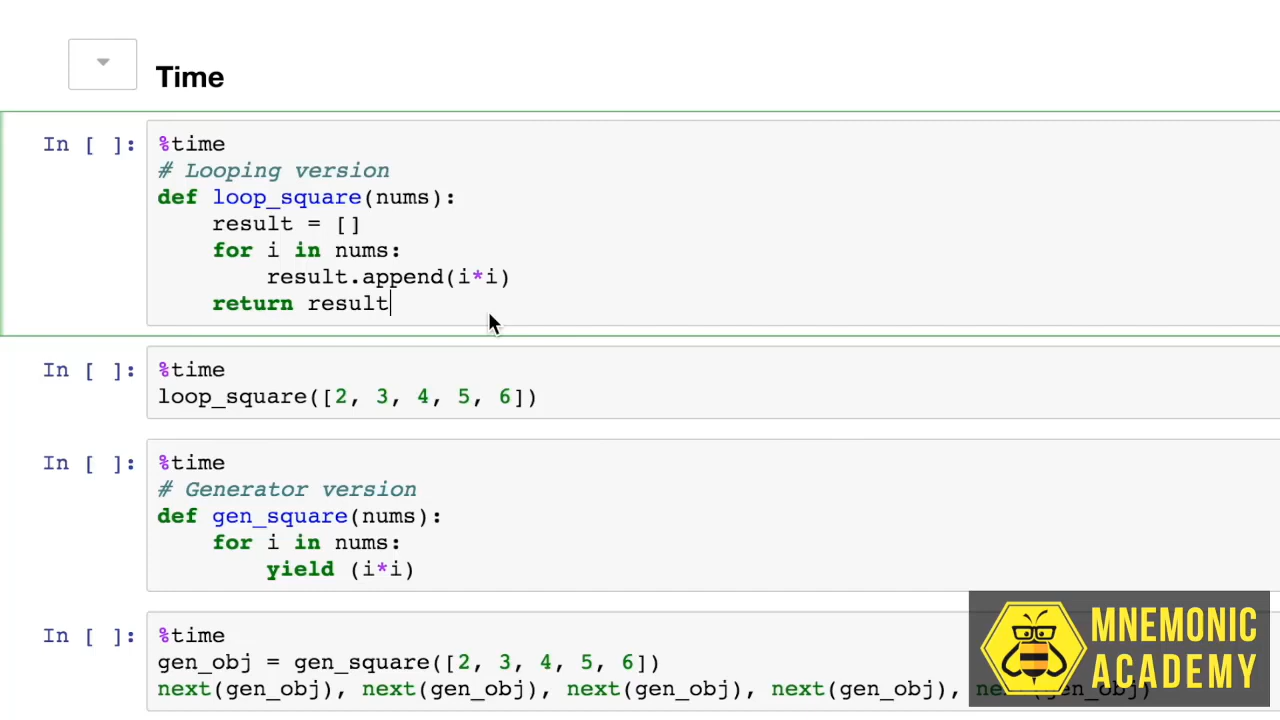 Time
In [ ]:
%time
# Looping version
def loop_square(nums):
    result = []
    for i in nums:
        result.append(i*i)
    return result
In [ ]:
%time
loop_square([2, 3, 4, 5, 6])
In [ ]:
%time
# Generator version
def gen_square(nums):
    for i in nums:
        yield (i*i)
In [ ]:
%time
gen_obj = gen_square([2, 3, 4, 5, 6])
next(gen_obj), next(gen_obj), next(gen_obj), next(gen_obj), next(gen_obj)
MNEMONIC
ACADEMY